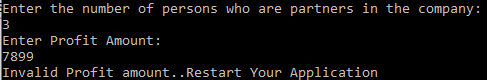 Enter the number of persons who are partners in the company:
3
Enter Profit Amount:
7899
Invalid Profit amount..Restart Your Application